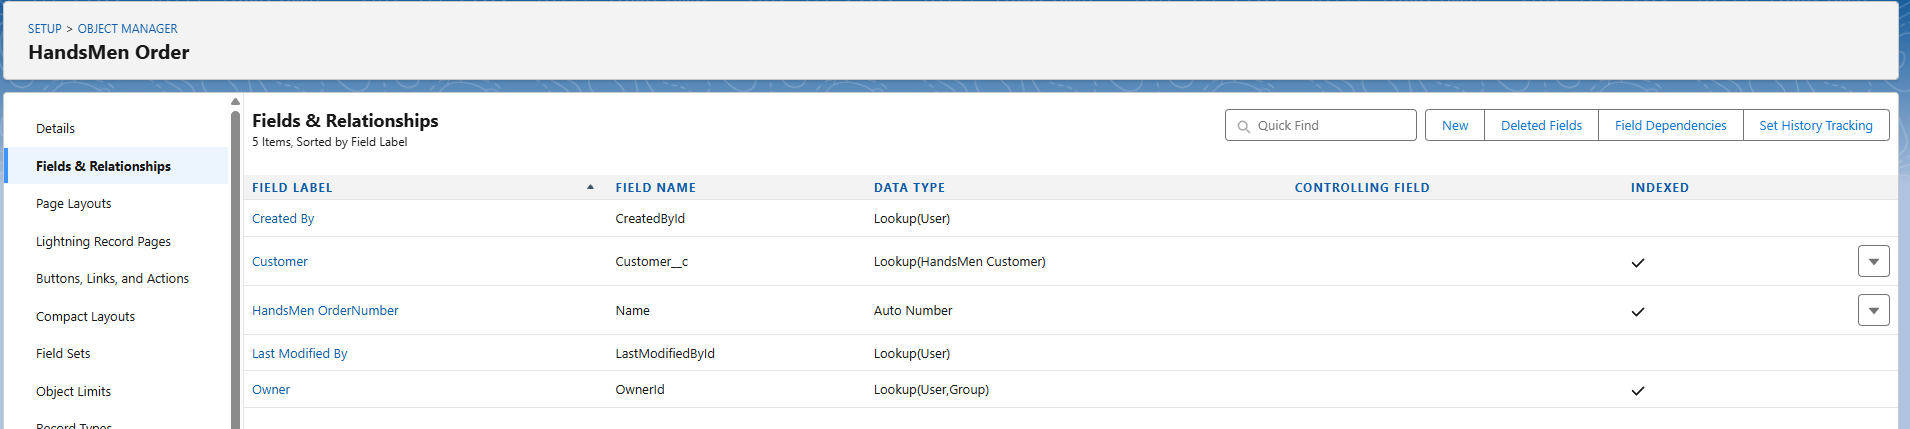 SETUP > OBJECT MANAGER
HandsMen Order
Details
Fields & Relationships
Page Layouts
Lightning Record Pages
Buttons, Links, and Actions
Compact Layouts
Field Sets
Object Limits
Record Types
Fields & Relationships
5 Items, Sorted by Field Label
Quick Find
New
Deleted Fields
Field Dependencies
Set History Tracking
FIELD LABEL FIELD NAME DATA TYPE CONTROLLING FIELD INDEXED
Created By CreatedById Lookup(User)
Customer Customer__c Lookup(HandsMen Customer)
HandsMen OrderNumber Name Auto Number
Last Modified By LastModifiedById Lookup(User)
Owner OwnerId Lookup(User,Group)